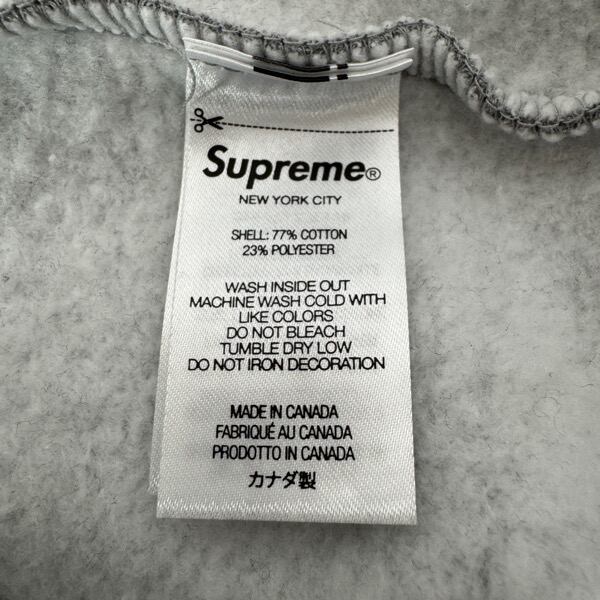 Supreme®
NEW YORK CITY
SHELL: 77% COTTON
23% POLYESTER
WASH INSIDE OUT
MACHINE WASH COLD WITH
LIKE COLORS
DO NOT BLEACH
TUMBLE DRY LOW
DO NOT IRON DECORATION
MADE IN CANADA
FABRIQUÉ AU CANADA
PRODOTTO IN CANADA
カナダ製